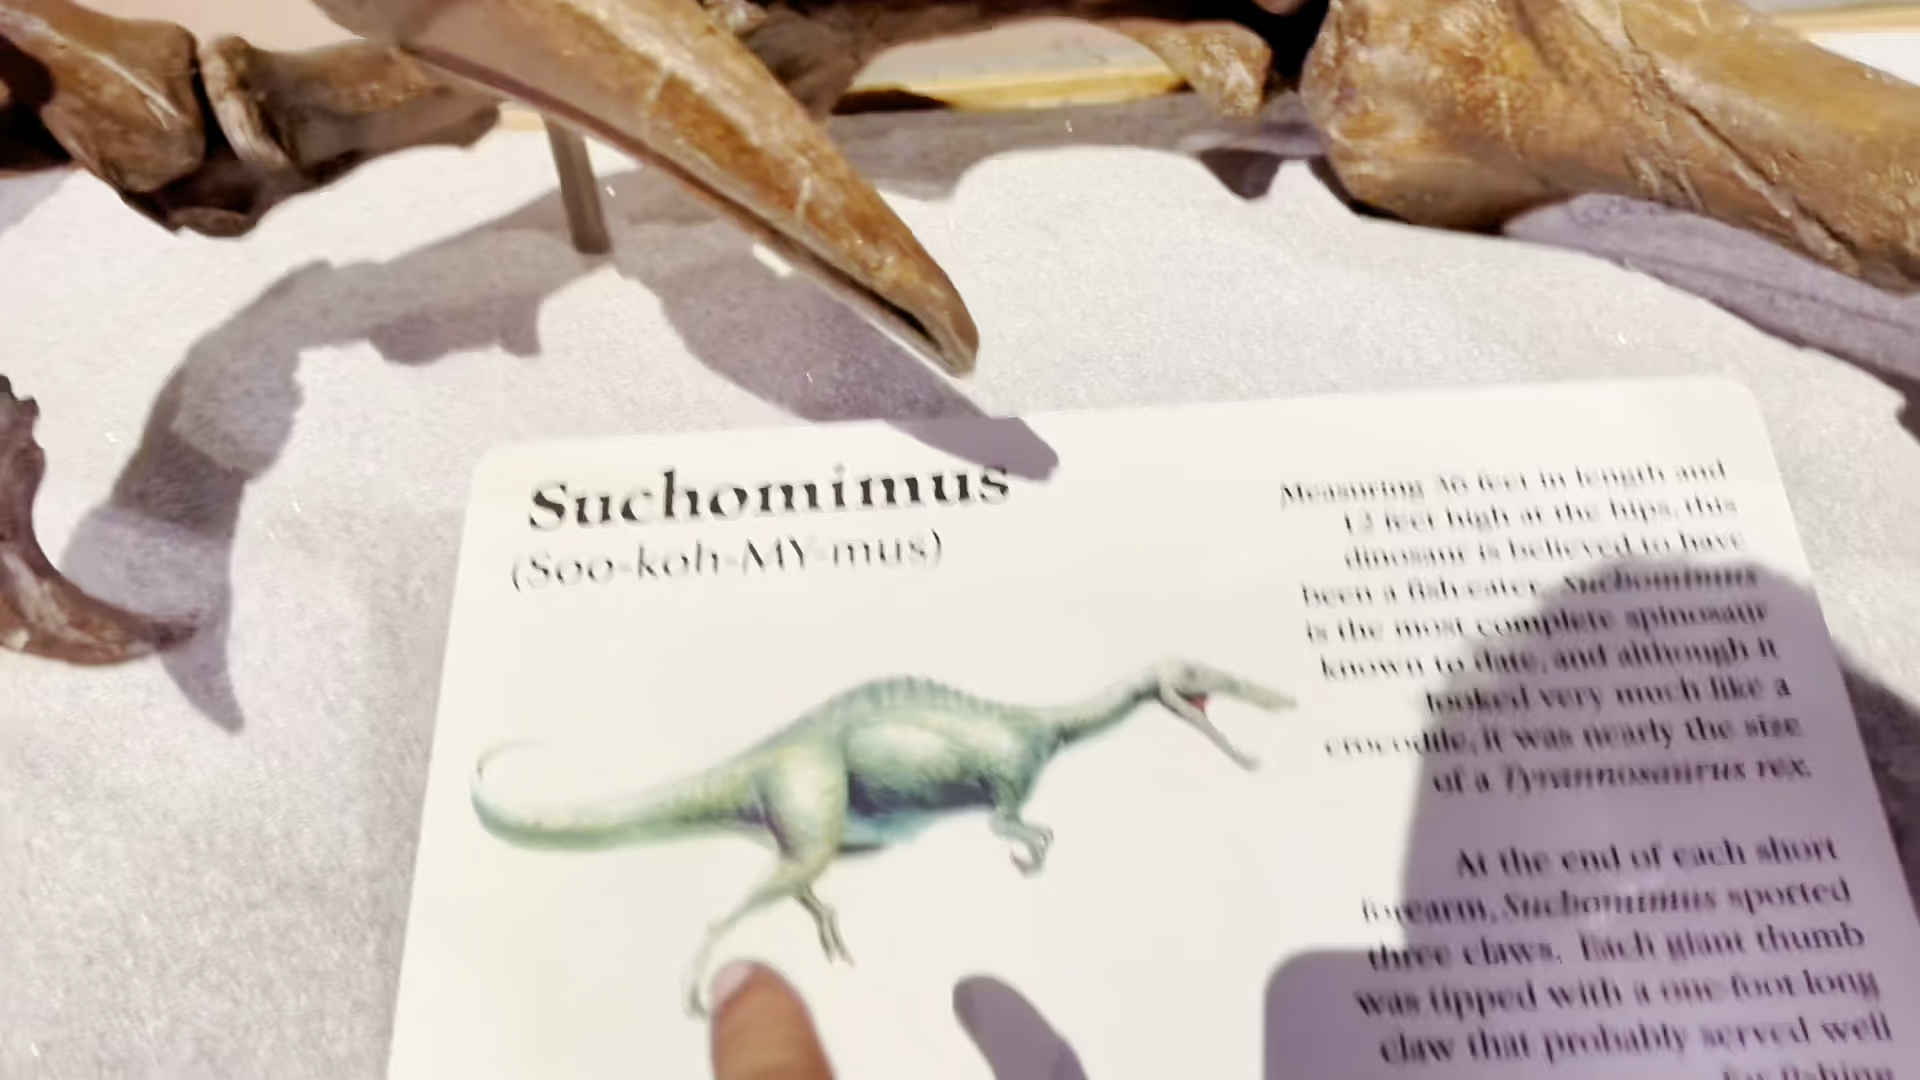 Suchomimus
(Soo-koh-MY-mus)
Measuring 36 feet in length and
12 feet high at the hips, this
dinosaur is believed to have
been a fish-eater. Suchomimus
is the most complete spinosaur
known to date, and although it
looked very much like a
crocodile, it was nearly the size
of a Tyrannosaurus rex.
At the end of each short
forearm, Suchomimus sported
three claws. Each giant thumb
was tipped with a one-foot long
claw that probably served well
for fishing